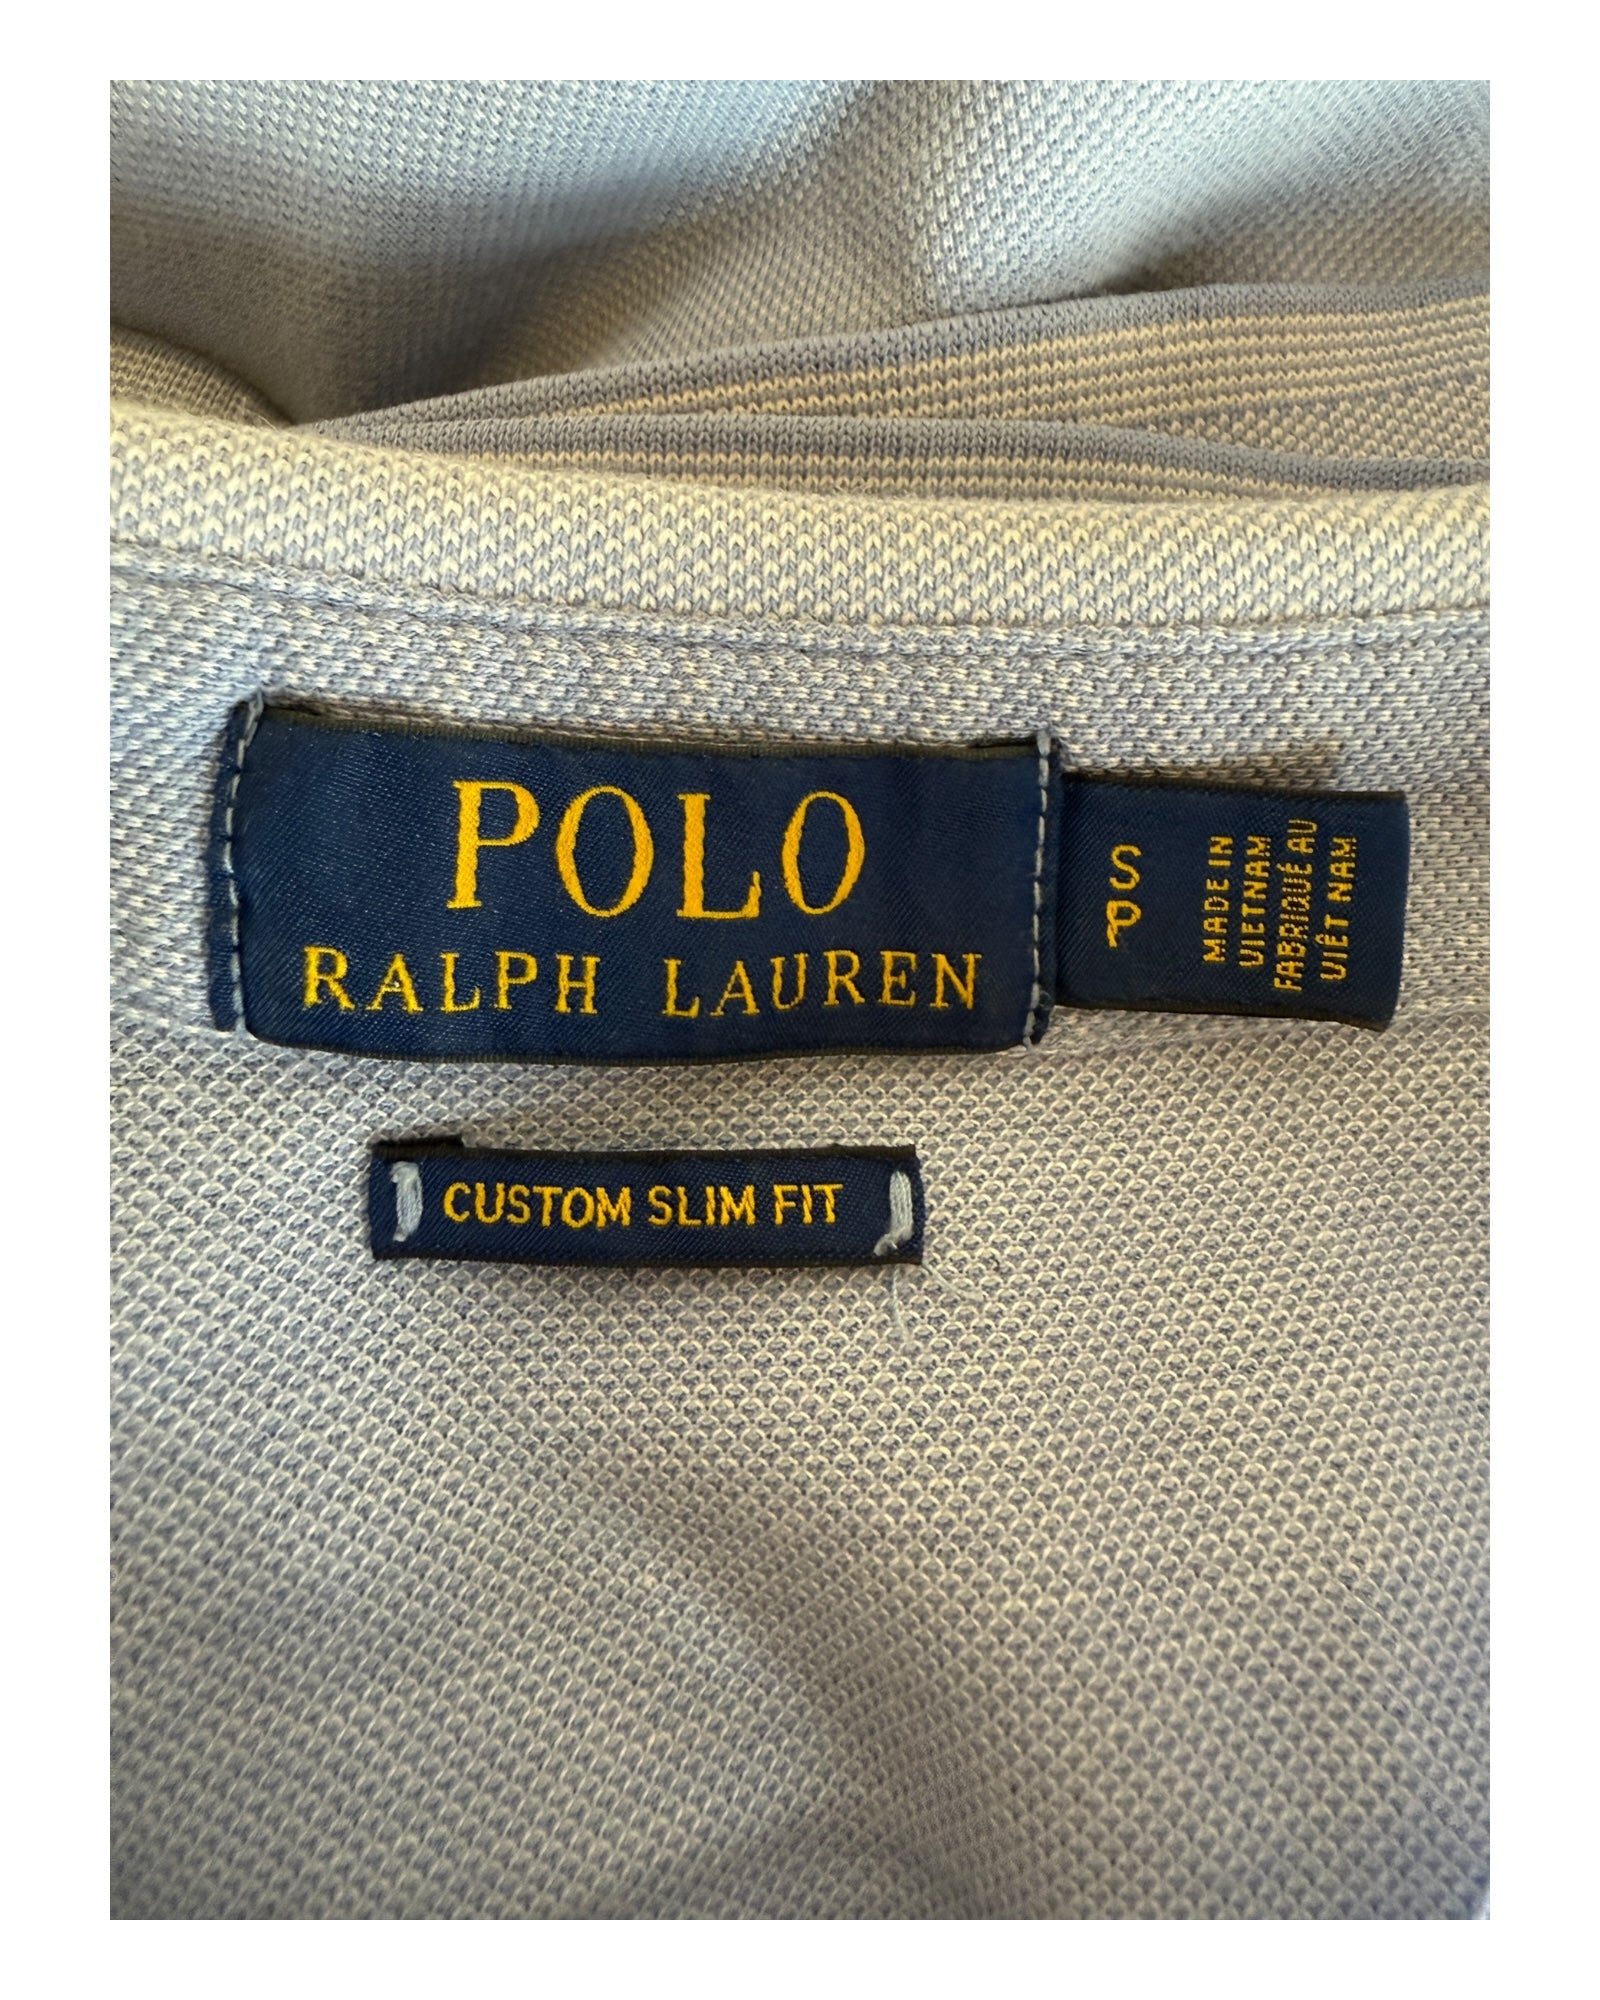 POLO
RALPH LAUREN
S
P
MADE IN
VIETNAM
FABRIQUÉ AU
VIÊT NAM
CUSTOM SLIM FIT